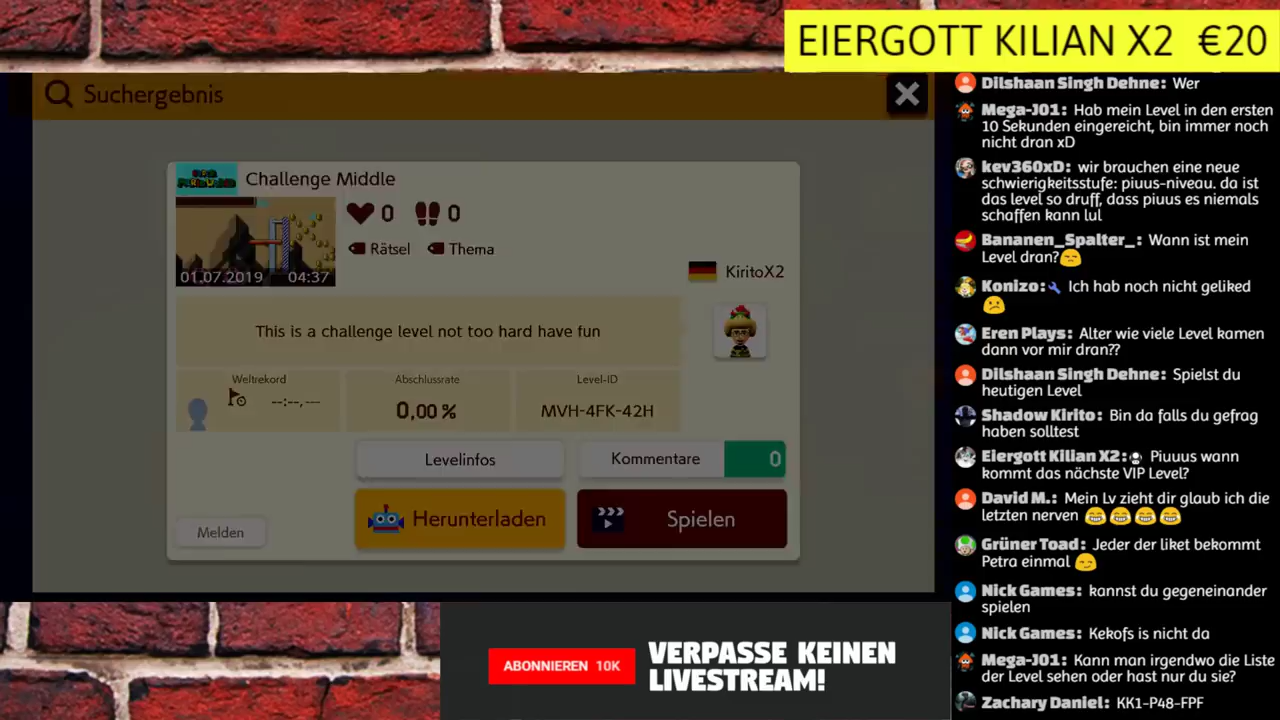 EIERGOTT KILIAN X2 €20
Suchergebnis
Challenge Middle
0 0
Rätsel Thema
01.07.2019 04:37
KiritoX2
This is a challenge level not too hard have fun
Weltrekord
--:--,---
Abschlussrate
0,00 %
Level-ID
MVH-4FK-42H
Levelinfos
Kommentare 0
Melden
Herunterladen
Spielen
ABONNIEREN 10K
VERPASSE KEINEN
LIVESTREAM!
Dilshaan Singh Dehne: Wer
Mega-J01: Hab mein Level in den ersten
10 Sekunden eingereicht, bin immer noch
nicht dran xD
kev360xD: wir brauchen eine neue
schwierigkeitsstufe: piuus-niveau. da ist
das level so druff, dass piuus es niemals
schaffen kann lul
Bananen_Spalter_: Wann ist mein
Level dran?😔
Konizo: Ich hab noch nicht geliked
😕
Eren Plays: Alter wie viele Level kamen
dann vor mir dran??
Dilshaan Singh Dehne: Spielst du
heutigen Level
Shadow Kirito: Bin da falls du gefrag
haben solltest
Eiergott Kilian X2: Piuuus wann
kommt das nächste VIP Level?
David M.: Mein Lv zieht dir glaub ich die
letzten nerven 😂😂😂😂
Grüner Toad: Jeder der liket bekommt
Petra einmal 😏
Nick Games: kannst du gegeneinander
spielen
Nick Games: Kekofs is nicht da
Mega-J01: Kann man irgendwo die Liste
der Level sehen oder hast nur du sie?
Zachary Daniel: KK1-P48-FPF